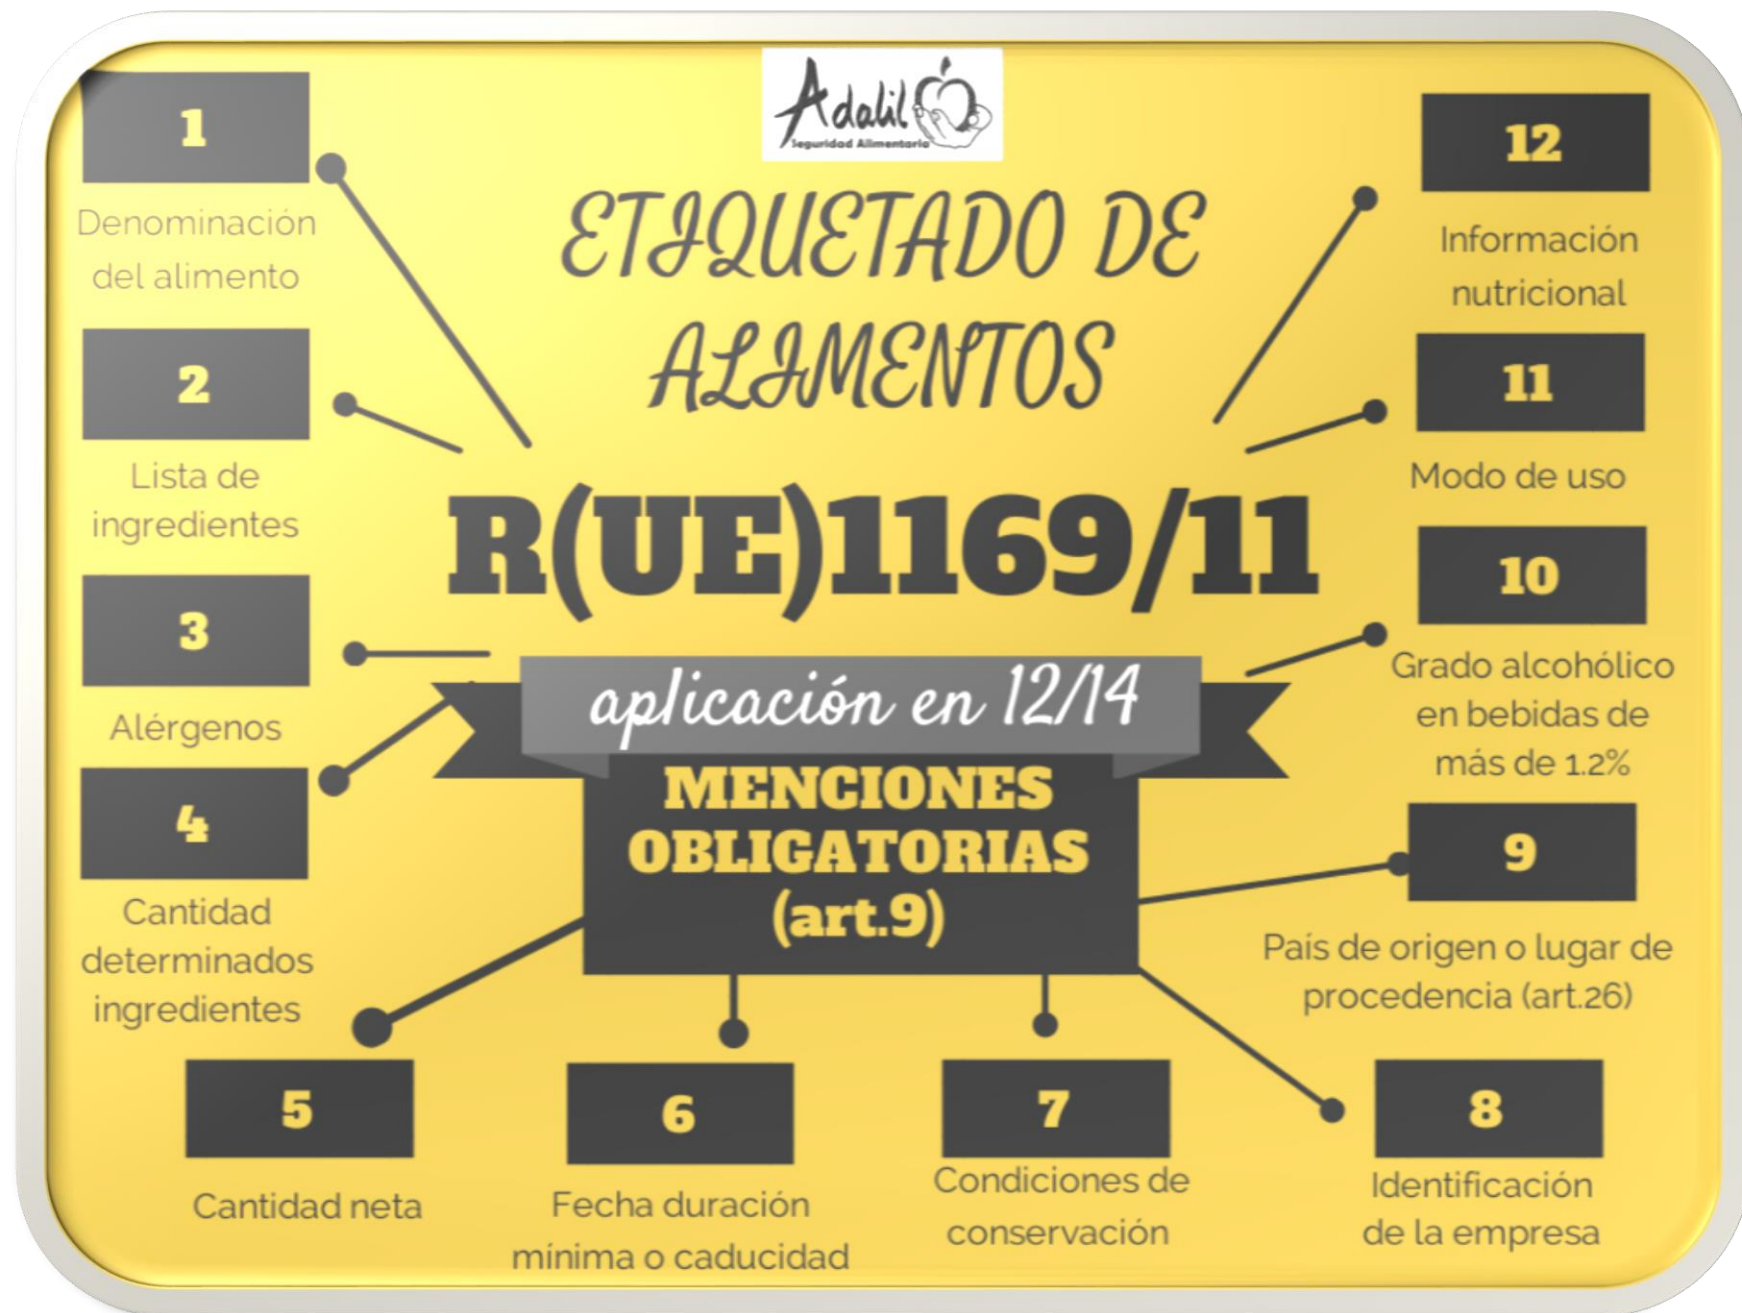 Adalil
Seguridad Alimentaria
ETIQUETADO DE
ALIMENTOS
R(UE)1169/11
aplicación en 12/14
MENCIONES
OBLIGATORIAS
(art.9)
1
Denominación
del alimento
2
Lista de
ingredientes
3
Alérgenos
4
Cantidad
determinados
ingredientes
5
Cantidad neta
6
Fecha duración
mínima o caducidad
7
Condiciones de
conservación
8
Identificación
de la empresa
9
País de origen o lugar de
procedencia (art.26)
10
Grado alcohólico
en bebidas de
más de 1.2%
11
Modo de uso
12
Información
nutricional